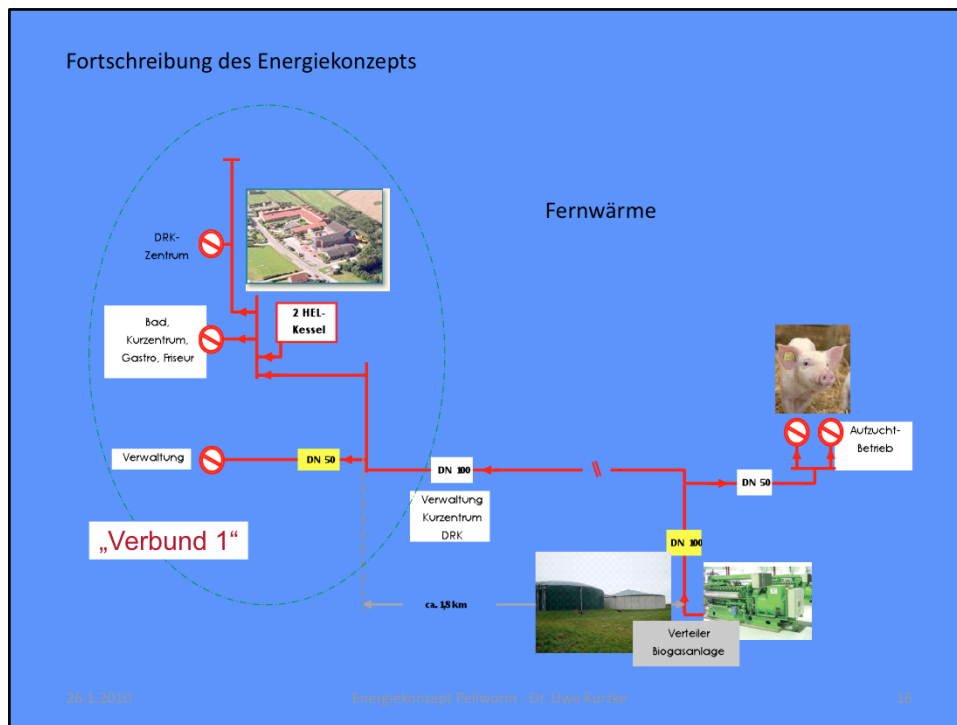 Fortschreibung des Energiekonzepts
Fernwärme
DRK-
Zentrum
2 HEL-
Kessel
Bad,
Kurzentrum,
Gastro, Friseur
Aufzucht-
Betrieb
Verwaltung
DN 50
DN 100
DN 50
Verwaltung
Kurzentrum
DRK
„Verbund 1“
DN 100
ca. 1,8 km
Verteiler
Biogasanlage
26.1.2010
Energiekonzept Pellworm - Dr. Uwe Kurzke
16